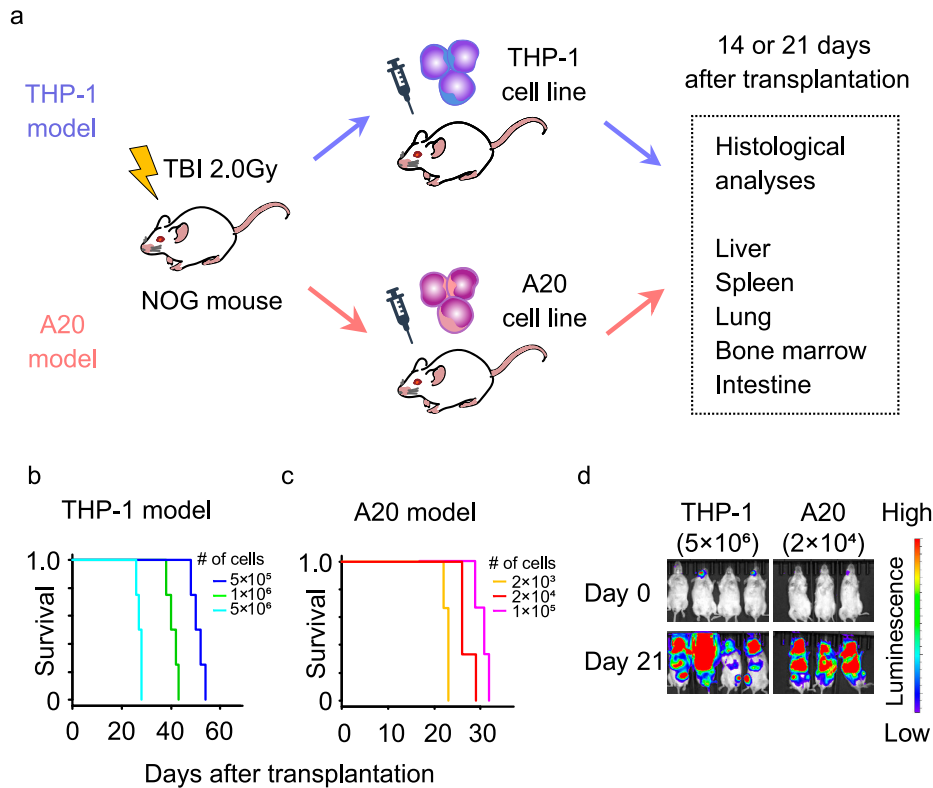 a
THP-1
model
TBI 2.0Gy
NOG mouse
A20
model
THP-1
cell line
A20
cell line
14 or 21 days
after transplantation
Histological
analyses
Liver
Spleen
Lung
Bone marrow
Intestine
b
THP-1 model
Survival
1.0
0
# of cells
5×10⁵
1×10⁶
5×10⁶
0 20 40 60
c
A20 model
Survival
1.0
0
# of cells
2×10³
2×10⁴
1×10⁵
0 10 20 30
Days after transplantation
d
THP-1
(5×10⁶)
A20
(2×10⁴)
Day 0
Day 21
High
Luminescence
Low